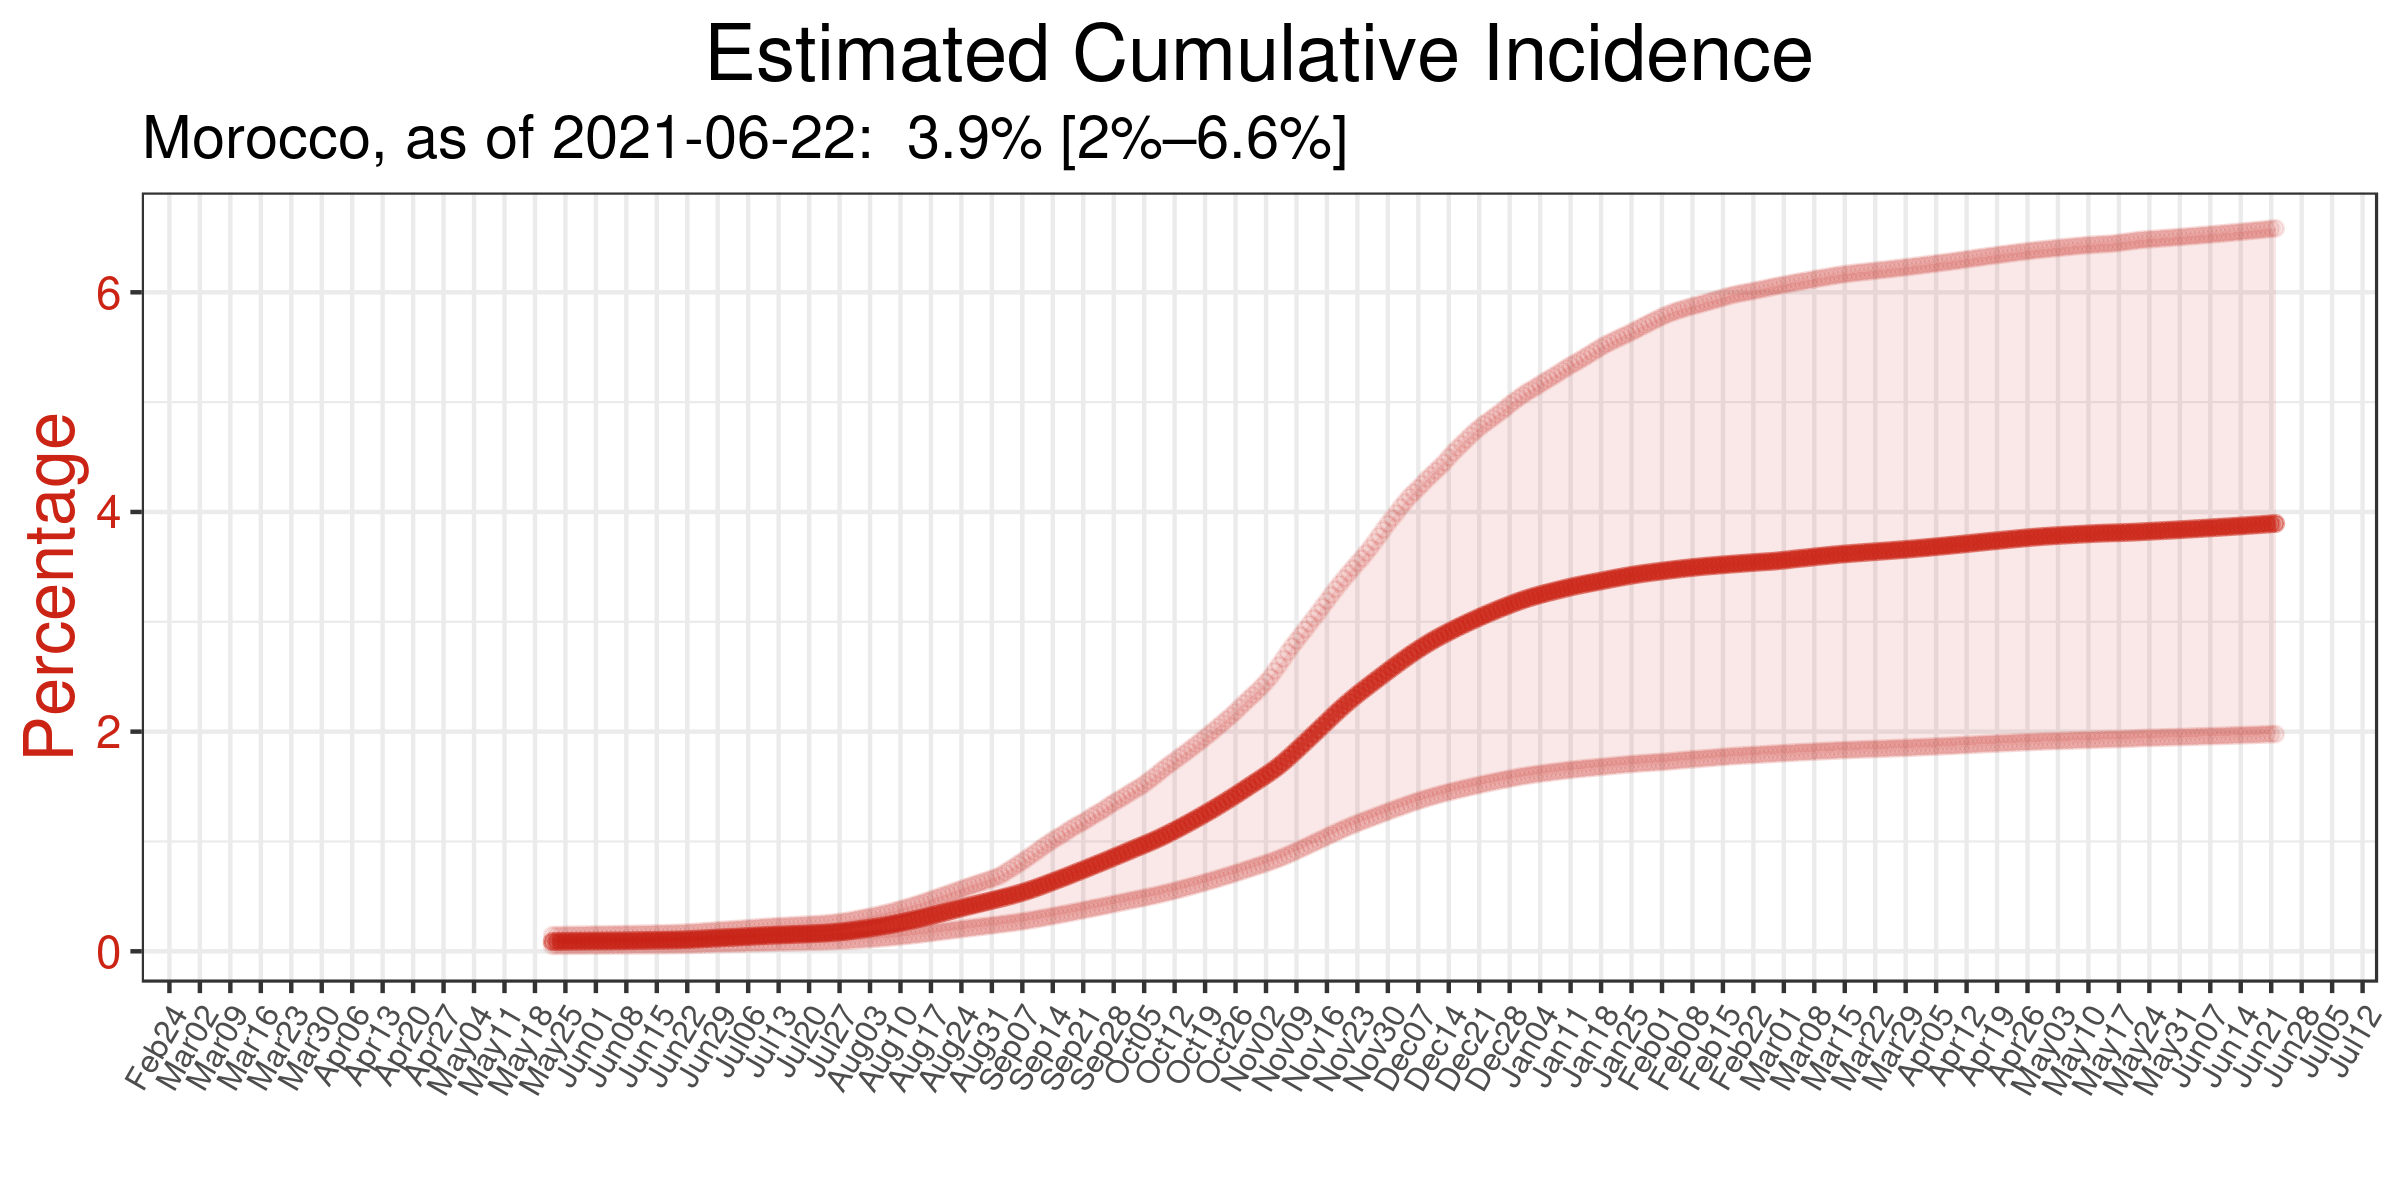 Estimated Cumulative Incidence
Morocco, as of 2021-06-22:  3.9% [2%–6.6%]
Percentage
6
4
2
0
Feb24
Mar02
Mar09
Mar16
Mar23
Mar30
Apr06
Apr13
Apr20
Apr27
May04
May11
May18
May25
Jun01
Jun08
Jun15
Jun22
Jun29
Jul06
Jul13
Jul20
Jul27
Aug03
Aug10
Aug17
Aug24
Aug31
Sep07
Sep14
Sep21
Sep28
Oct05
Oct12
Oct19
Oct26
Nov02
Nov09
Nov16
Nov23
Nov30
Dec07
Dec14
Dec21
Dec28
Jan04
Jan11
Jan18
Jan25
Feb01
Feb08
Feb15
Feb22
Mar01
Mar08
Mar15
Mar22
Mar29
Apr05
Apr12
Apr19
Apr26
May03
May10
May17
May24
May31
Jun07
Jun14
Jun21
Jun28
Jul05
Jul12